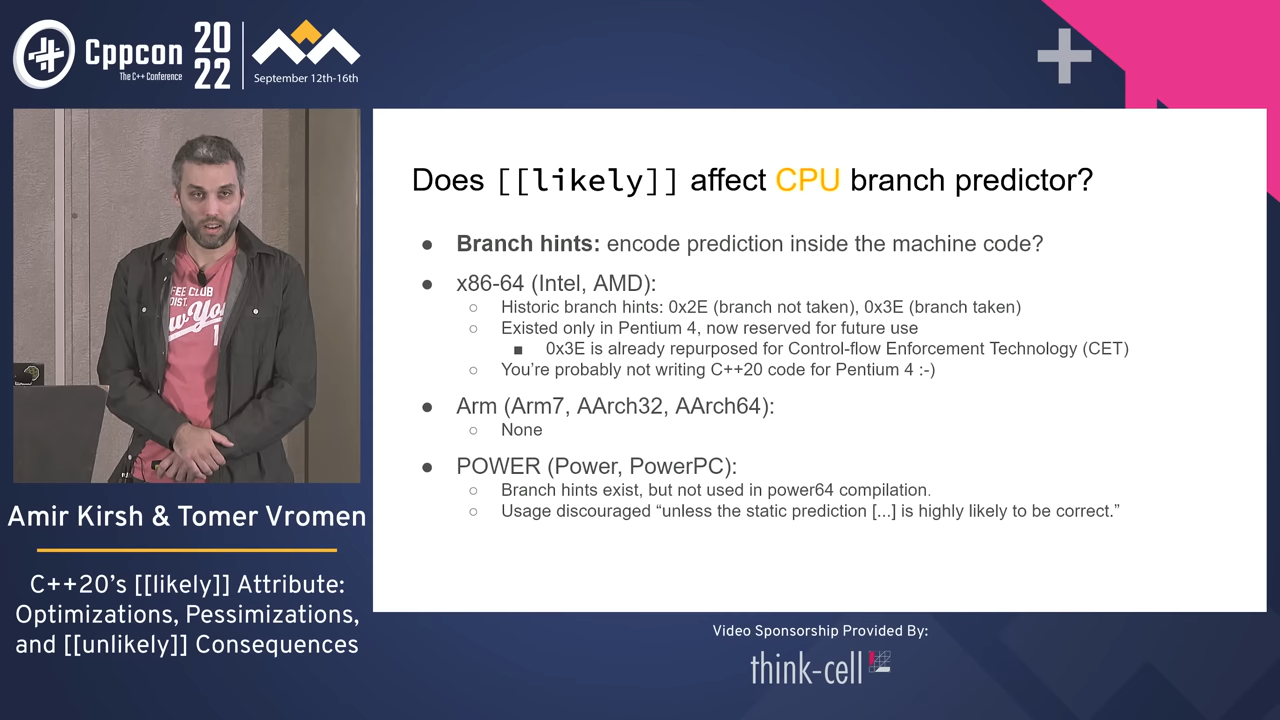 Cppcon
The C++ Conference
20
22
September 12th-16th
Does [[likely]] affect CPU branch predictor?
● Branch hints: encode prediction inside the machine code?
● x86-64 (Intel, AMD):
○ Historic branch hints: 0x2E (branch not taken), 0x3E (branch taken)
○ Existed only in Pentium 4, now reserved for future use
■ 0x3E is already repurposed for Control-flow Enforcement Technology (CET)
○ You’re probably not writing C++20 code for Pentium 4 :-)
● Arm (Arm7, AArch32, AArch64):
○ None
● POWER (Power, PowerPC):
○ Branch hints exist, but not used in power64 compilation.
○ Usage discouraged “unless the static prediction [...] is highly likely to be correct.”
Amir Kirsh & Tomer Vromen
C++20’s [[likely]] Attribute:
Optimizations, Pessimizations,
and [[unlikely]] Consequences
Video Sponsorship Provided By:
think-cell